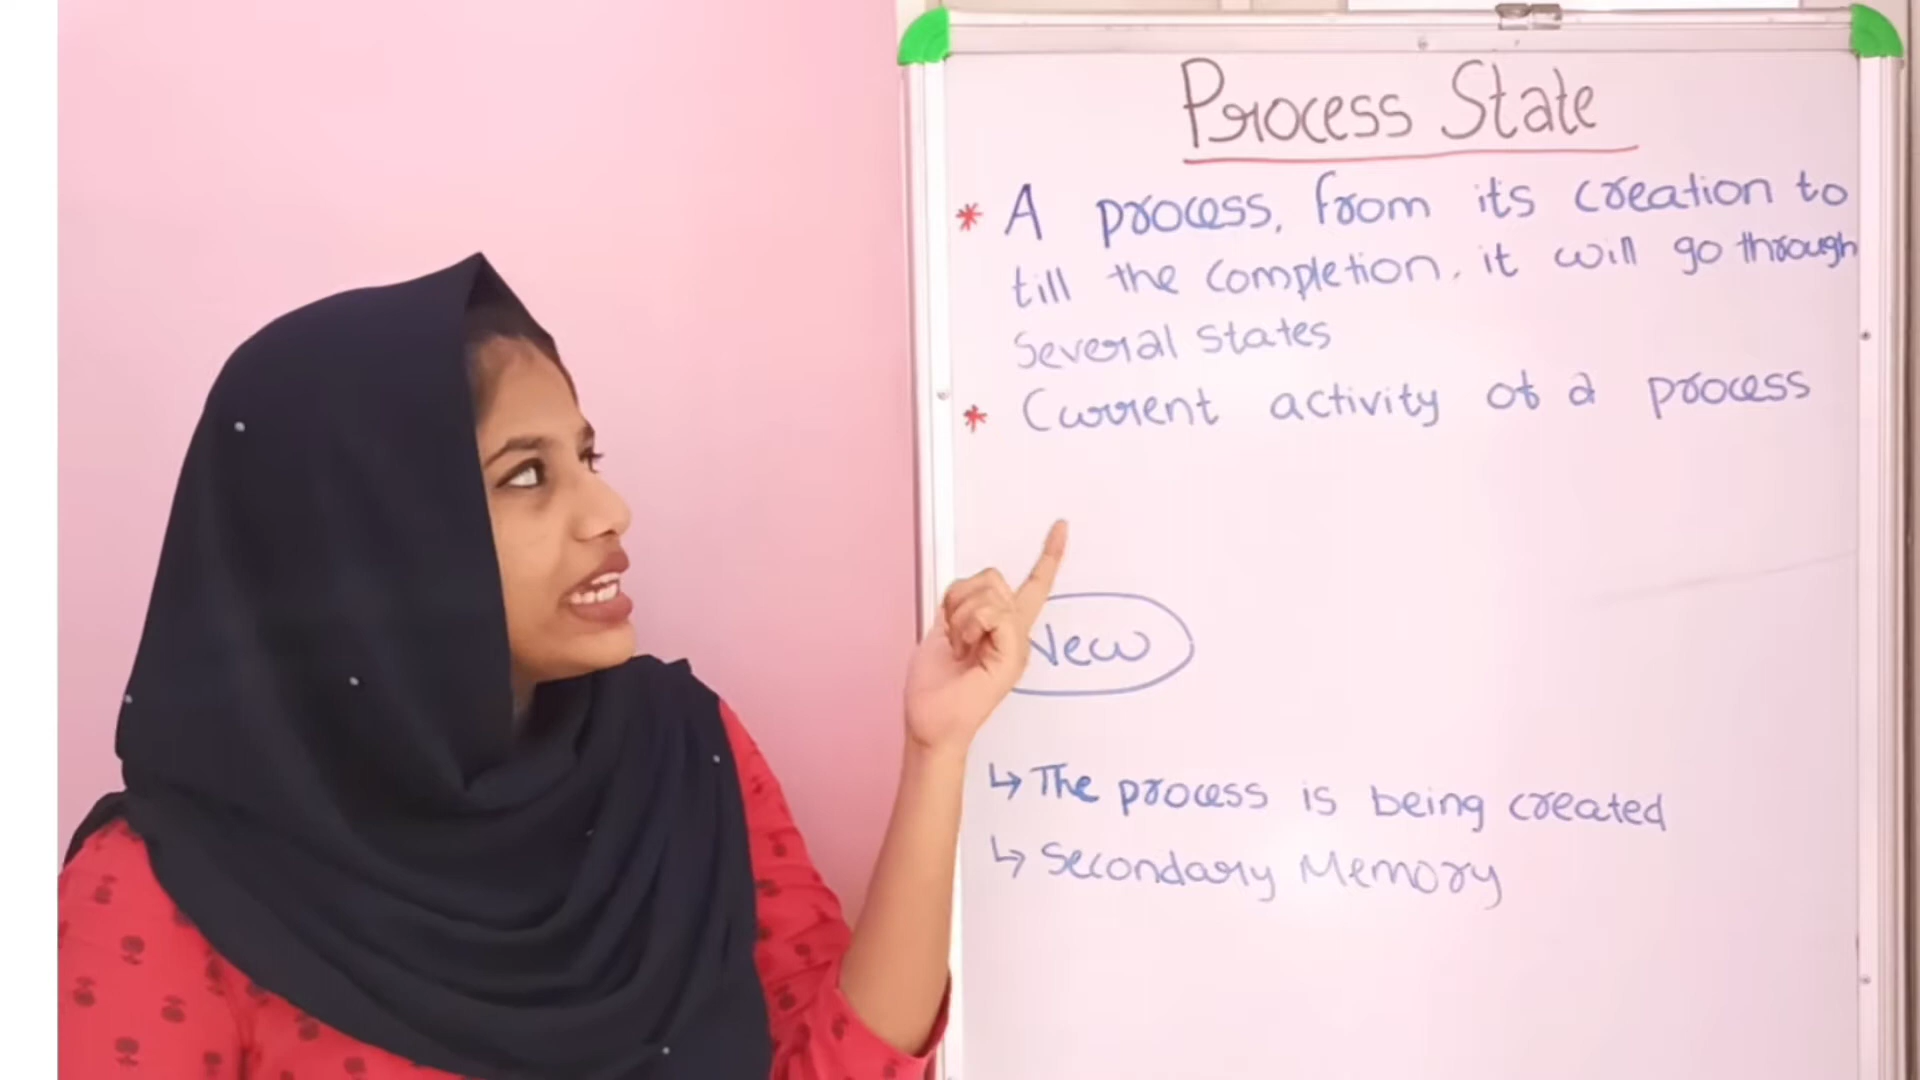 Process State
* A process, from its creation to
till the completion, it will go through
several states
* Current activity of a process
New
↳ The process is being created
↳ Secondary Memory